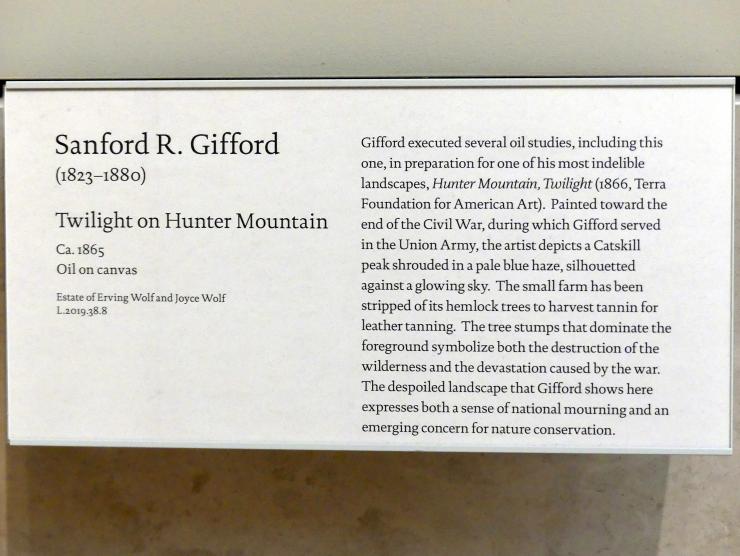 Sanford R. Gifford
(1823–1880)
Twilight on Hunter Mountain
Ca. 1865
Oil on canvas
Estate of Erving Wolf and Joyce Wolf
L.2019.38.8
Gifford executed several oil studies, including this
one, in preparation for one of his most indelible
landscapes, Hunter Mountain, Twilight (1866, Terra
Foundation for American Art). Painted toward the
end of the Civil War, during which Gifford served
in the Union Army, the artist depicts a Catskill
peak shrouded in a pale blue haze, silhouetted
against a glowing sky. The small farm has been
stripped of its hemlock trees to harvest tannin for
leather tanning. The tree stumps that dominate the
foreground symbolize both the destruction of the
wilderness and the devastation caused by the war.
The despoiled landscape that Gifford shows here
expresses both a sense of national mourning and an
emerging concern for nature conservation.